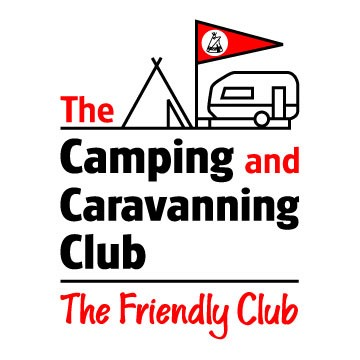 The
Camping and
Caravanning
Club
The Friendly Club